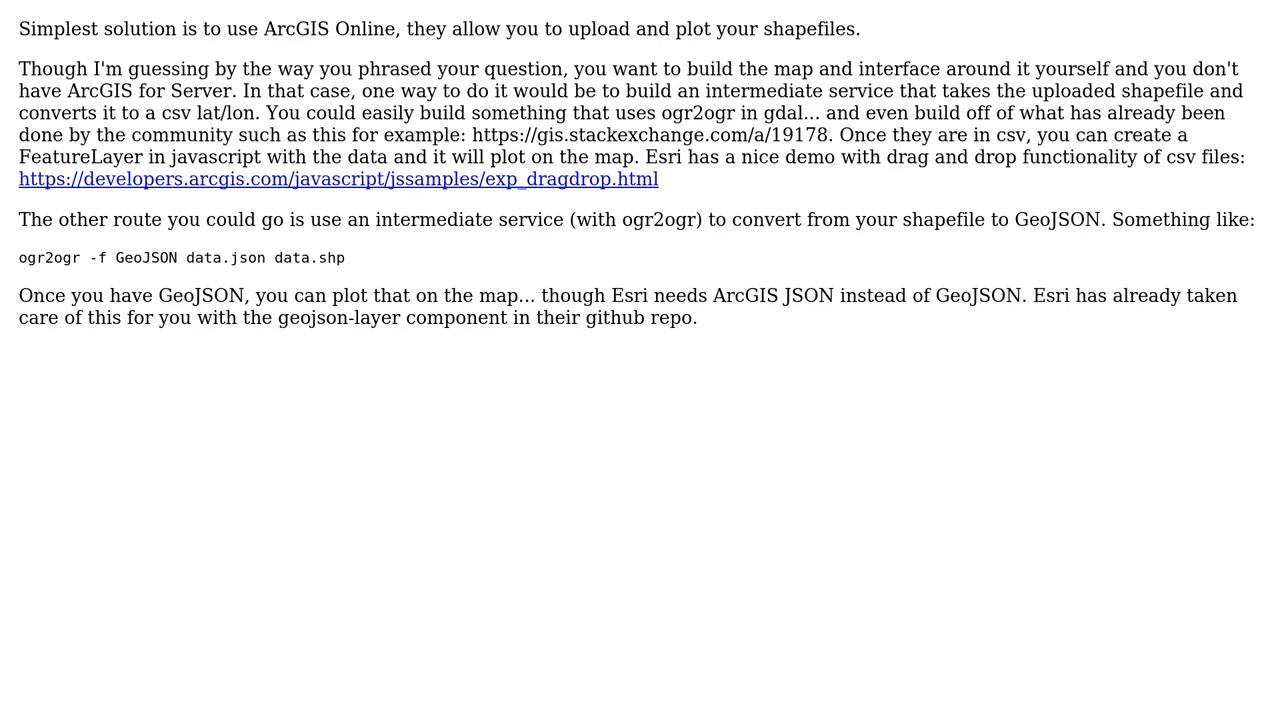 Simplest solution is to use ArcGIS Online, they allow you to upload and plot your shapefiles.
Though I'm guessing by the way you phrased your question, you want to build the map and interface around it yourself and you don't
have ArcGIS for Server. In that case, one way to do it would be to build an intermediate service that takes the uploaded shapefile and
converts it to a csv lat/lon. You could easily build something that uses ogr2ogr in gdal... and even build off of what has already been
done by the community such as this for example: https://gis.stackexchange.com/a/19178. Once they are in csv, you can create a
FeatureLayer in javascript with the data and it will plot on the map. Esri has a nice demo with drag and drop functionality of csv files:
https://developers.arcgis.com/javascript/jssamples/exp_dragdrop.html
The other route you could go is use an intermediate service (with ogr2ogr) to convert from your shapefile to GeoJSON. Something like:
ogr2ogr -f GeoJSON data.json data.shp
Once you have GeoJSON, you can plot that on the map... though Esri needs ArcGIS JSON instead of GeoJSON. Esri has already taken
care of this for you with the geojson-layer component in their github repo.